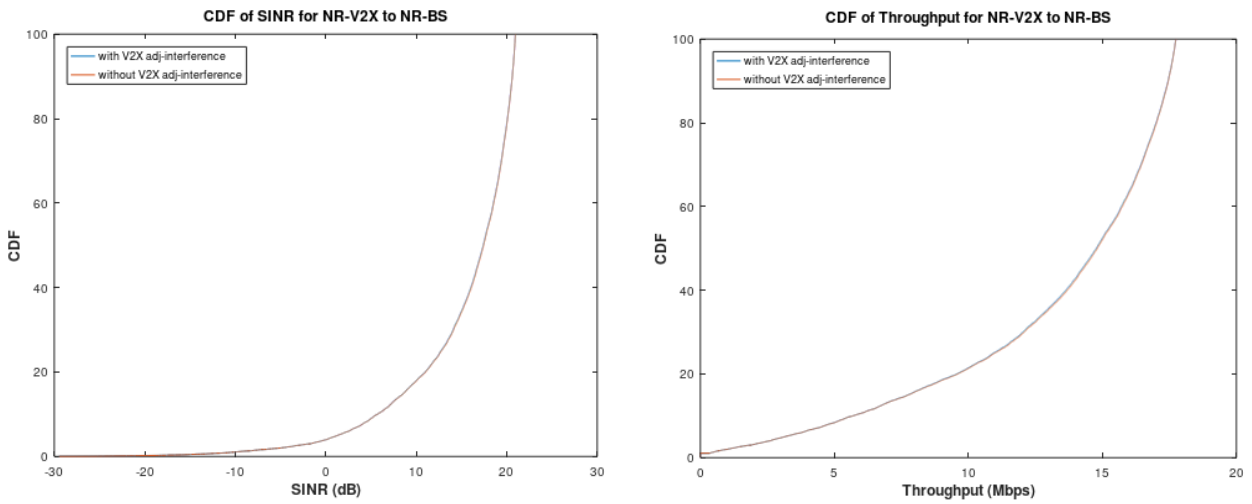 CDF of SINR for NR-V2X to NR-BS
100
with V2X adj-interference
without V2X adj-interference
80
60
CDF
40
20
0
-30
-20
-10
0
10
20
30
SINR (dB)
CDF of Throughput for NR-V2X to NR-BS
100
with V2X adj-interference
without V2X adj-interference
80
60
CDF
40
20
0
0
5
10
15
20
Throughput (Mbps)